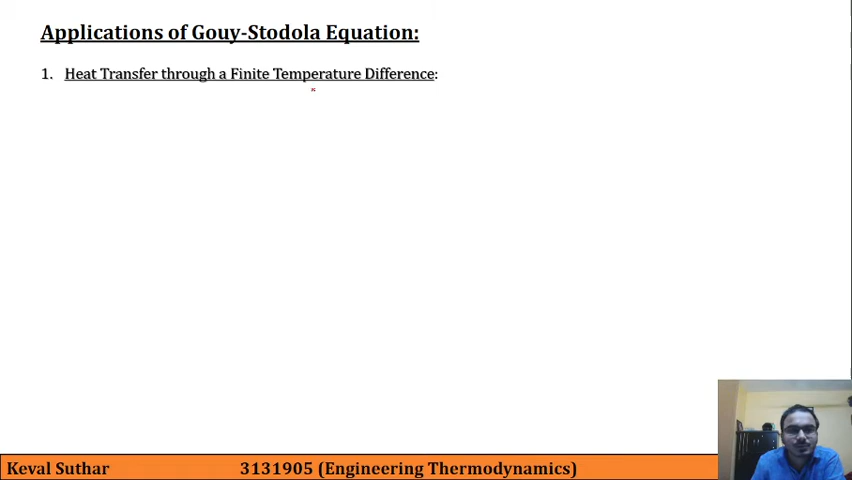 Applications of Gouy-Stodola Equation:
1. Heat Transfer through a Finite Temperature Difference:
Keval Suthar 3131905 (Engineering Thermodynamics)